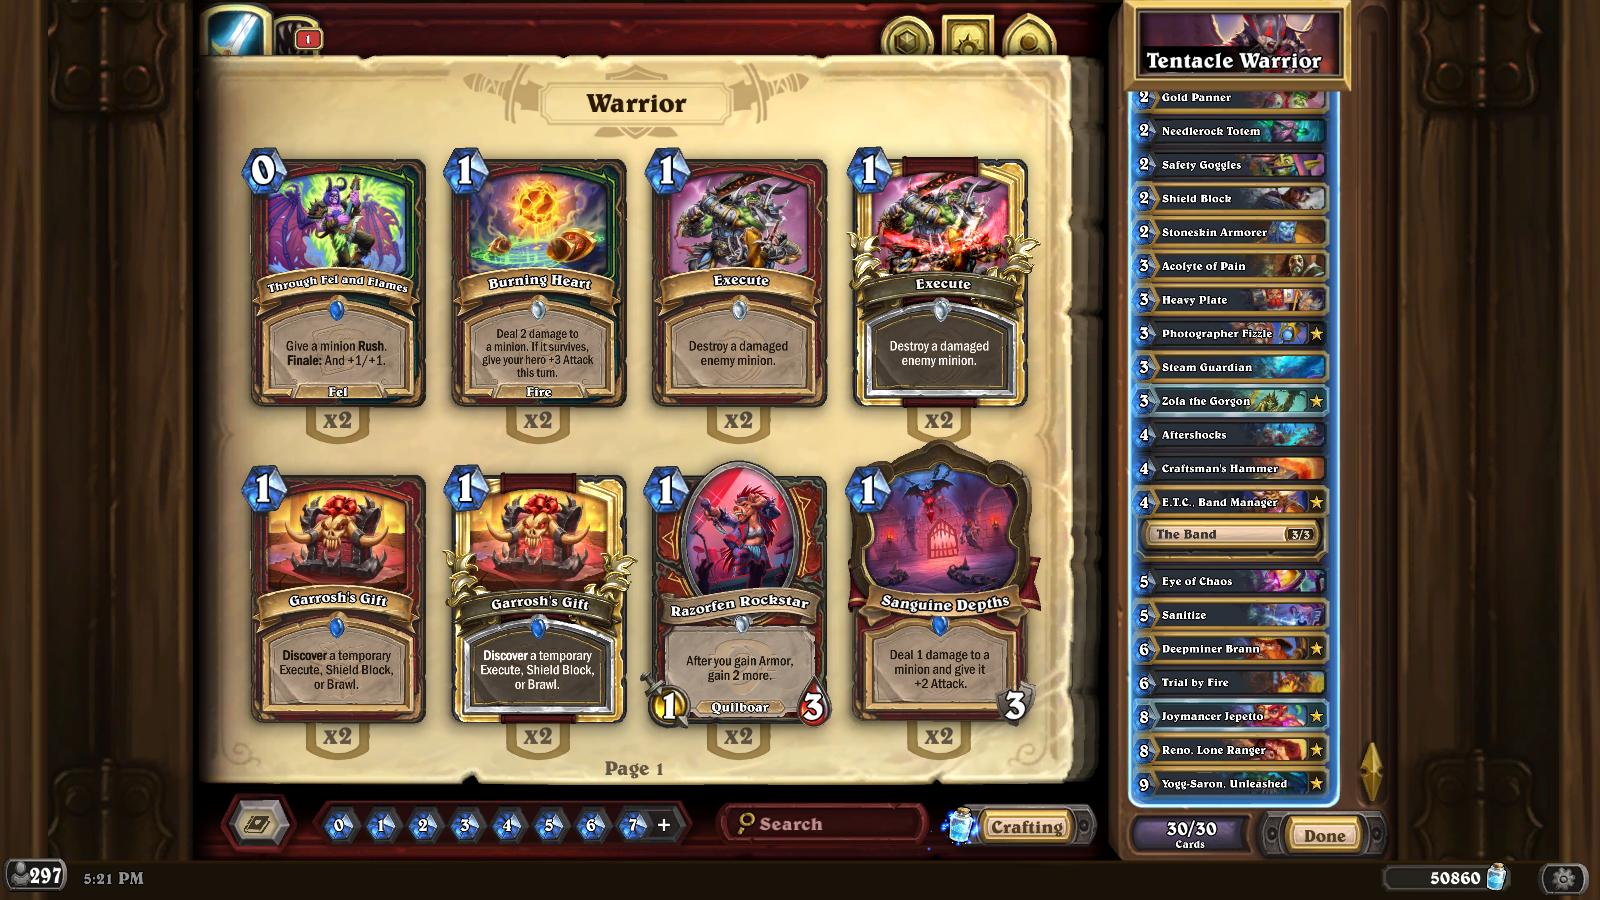 1
Warrior
Tentacle Warrior
0
Through Fel and Flames
Give a minion Rush.
Finale: And +1/+1.
Fel
x2
1
Burning Heart
Deal 2 damage to
a minion. If it survives,
give your hero +3 Attack
this turn.
Fire
x2
1
Execute
Destroy a damaged
enemy minion.
x2
1
Execute
Destroy a damaged
enemy minion.
x2
1
Garrosh's Gift
Discover a temporary
Execute, Shield Block,
or Brawl.
x2
1
Garrosh's Gift
Discover a temporary
Execute, Shield Block,
or Brawl.
x2
1
Razorfen Rockstar
After you gain Armor,
gain 2 more.
1 Quilboar 3
x2
1
Sanguine Depths
Deal 1 damage to a
minion and give it
+2 Attack.
3
x2
Page 1
2 Gold Panner
2 Needlerock Totem
2 Safety Goggles
2 Shield Block
2 Stoneskin Armorer
3 Acolyte of Pain
3 Heavy Plate
3 Photographer Fizzle
3 Steam Guardian
3 Zola the Gorgon
4 Aftershocks
4 Craftsman's Hammer
4 E.T.C., Band Manager
The Band 3/3
5 Eye of Chaos
5 Sanitize
6 Deepminer Brann
6 Trial by Fire
8 Joymancer Jepetto
8 Reno, Lone Ranger
9 Yogg-Saron, Unleashed
0 1 2 3 4 5 6 7 +
Search
Crafting
30/30
Cards
Done
297
5:21 PM
50860